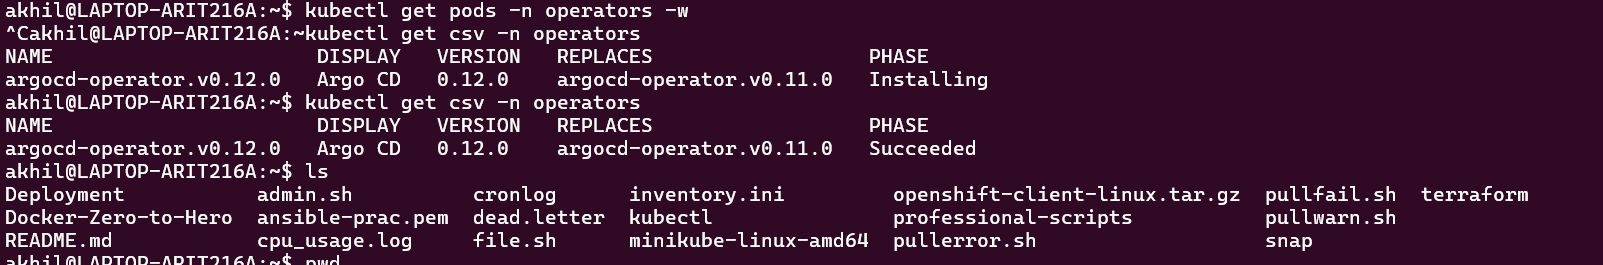 akhil@LAPTOP-ARIT216A:~$ kubectl get pods -n operators -w
^Cakhil@LAPTOP-ARIT216A:~kubectl get csv -n operators
NAME                      DISPLAY   VERSION   REPLACES                  PHASE
argocd-operator.v0.12.0   Argo CD   0.12.0    argocd-operator.v0.11.0   Installing
akhil@LAPTOP-ARIT216A:~$ kubectl get csv -n operators
NAME                      DISPLAY   VERSION   REPLACES                  PHASE
argocd-operator.v0.12.0   Argo CD   0.12.0    argocd-operator.v0.11.0   Succeeded
akhil@LAPTOP-ARIT216A:~$ ls
Deployment           admin.sh          cronlog      inventory.ini         openshift-client-linux.tar.gz  pullfail.sh  terraform
Docker-Zero-to-Hero  ansible-prac.pem  dead.letter  kubectl               professional-scripts           pullwarn.sh
README.md            cpu_usage.log     file.sh      minikube-linux-amd64  pullerror.sh                   snap
akhil@LAPTOP-ARIT216A:~$ pwd